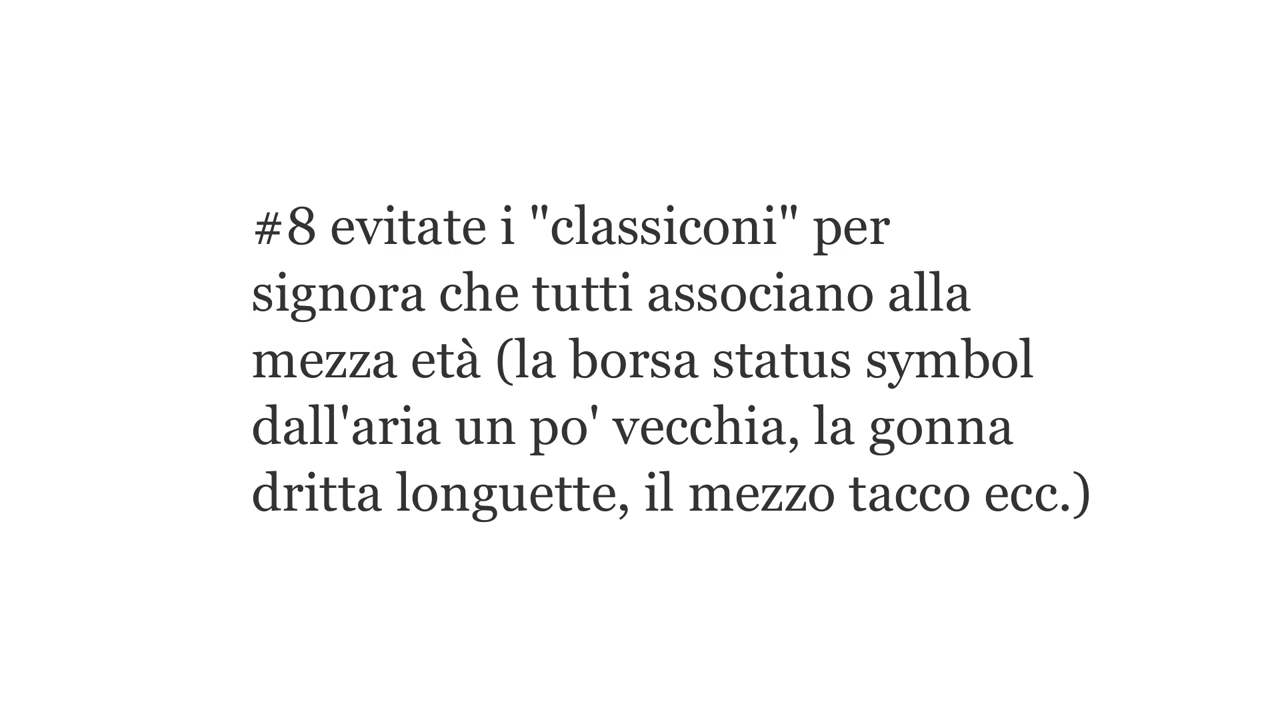 #8 evitate i "classiconi" per
signora che tutti associano alla
mezza età (la borsa status symbol
dall'aria un po' vecchia, la gonna
dritta longuette, il mezzo tacco ecc.)